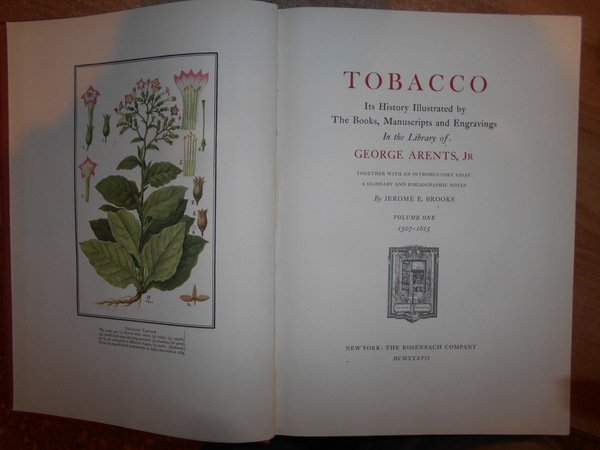 2.
TOBACCO
Its History Illustrated by
The Books, Manuscripts and Engravings
In the Library of
GEORGE ARENTS, JR
TOGETHER WITH AN INTRODUCTORY ESSAY
A GLOSSARY AND BIBLIOGRAPHIC NOTES
By JEROME E. BROOKS
VOLUME ONE
1507-1615
NEW YORK: THE ROSENBACH COMPANY
MCMXXXVII